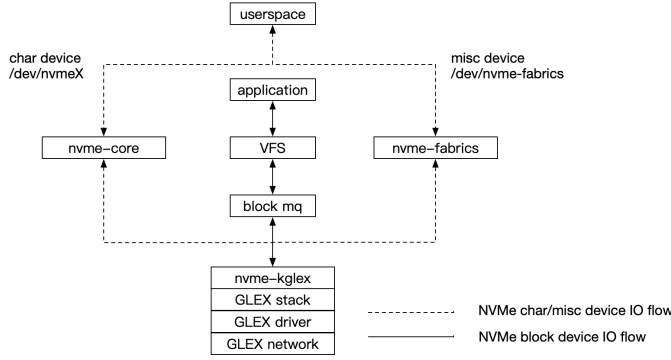 userspace
char device
/dev/nvmeX
misc device
/dev/nvme-fabrics
application
nvme-core
VFS
nvme-fabrics
block mq
nvme-kglex
GLEX stack
GLEX driver
GLEX network
NVMe char/misc device IO flow
NVMe block device IO flow